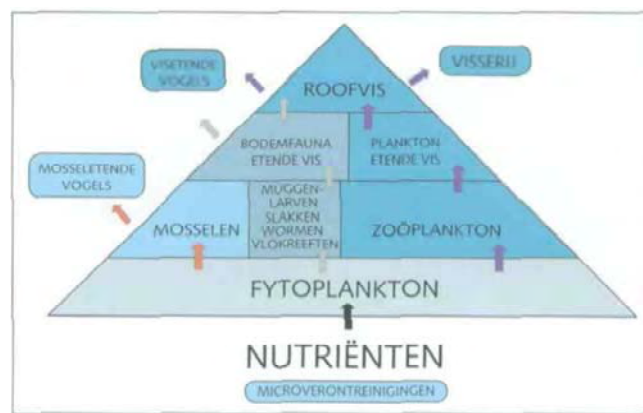 VISETENDE
VOGELS
VISSERIJ
ROOFVIS
BODEMFAUNA
ETENDE VIS
PLANKTON
ETENDE VIS
MOSSELETENDE
VOGELS
MOSSELEN
MUGGEN-
LARVEN
SLAKKEN
WORMEN
VLOKREEFTEN
ZOÖPLANKTON
FYTOPLANKTON
NUTRIËNTEN
MICROVERONTREINIGINGEN